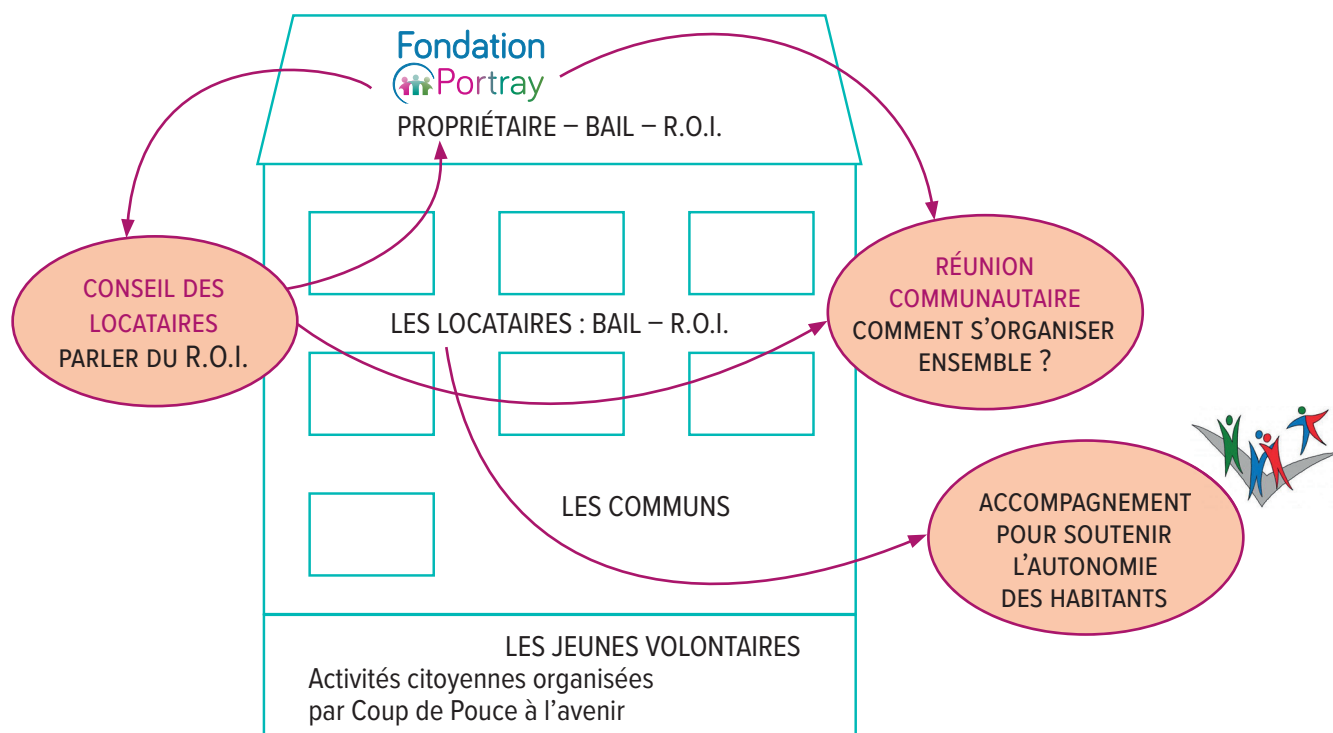 Fondation
Portray
PROPRIÉTAIRE – BAIL – R.O.I.
CONSEIL DES
LOCATAIRES
PARLER DU R.O.I.
RÉUNION
COMMUNAUTAIRE
COMMENT S’ORGANISER
ENSEMBLE ?
LES LOCATAIRES : BAIL – R.O.I.
LES COMMUNS
ACCOMPAGNEMENT
POUR SOUTENIR
L’AUTONOMIE
DES HABITANTS
LES JEUNES VOLONTAIRES
Activités citoyennes organisées
par Coup de Pouce à l’avenir